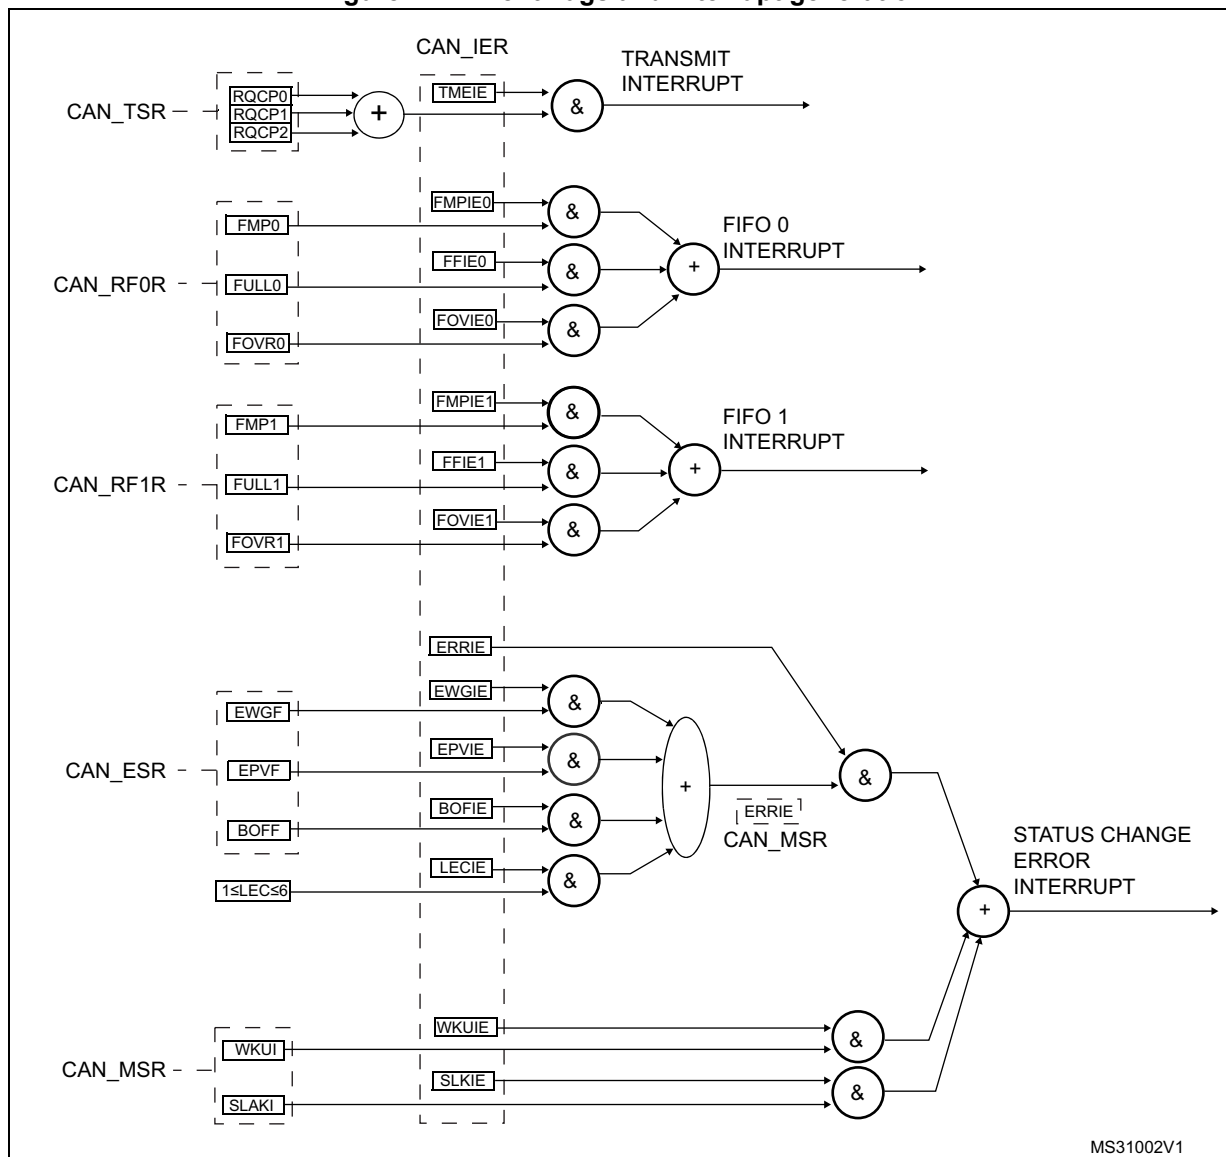 CAN_IER
TRANSMIT
INTERRUPT
CAN_TSR
RQCP0
RQCP1
RQCP2
+
TMEIE
&
CAN_RF0R
FMP0
FULL0
FOVR0
FMPIE0
FFIE0
FOVIE0
&
&
&
+
FIFO 0
INTERRUPT
CAN_RF1R
FMP1
FULL1
FOVR1
FMPIE1
FFIE1
FOVIE1
&
&
&
+
FIFO 1
INTERRUPT
ERRIE
CAN_ESR
EWGF
EPVF
BOFF
1≤LEC≤6
EWGIE
EPVIE
BOFIE
LECIE
&
&
&
&
+
ERRIE
CAN_MSR
&
STATUS CHANGE
ERROR
INTERRUPT
+
CAN_MSR
WKUI
SLAKI
WKUIE
SLKIE
&
&
MS31002V1